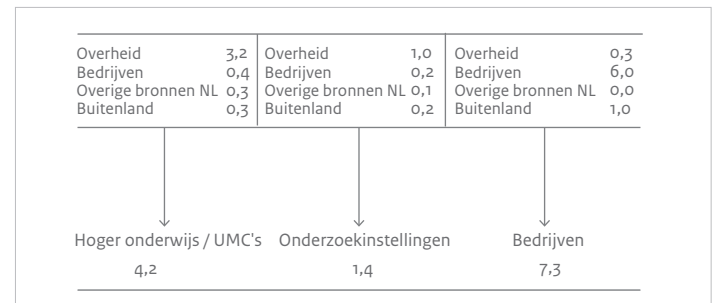 Overheid 3,2 Overheid 1,0 Overheid 0,3
Bedrijven 0,4 Bedrijven 0,2 Bedrijven 6,0
Overige bronnen NL 0,3 Overige bronnen NL 0,1 Overige bronnen NL 0,0
Buitenland 0,3 Buitenland 0,2 Buitenland 1,0
Hoger onderwijs / UMC's Onderzoekinstellingen Bedrijven
4,2 1,4 7,3